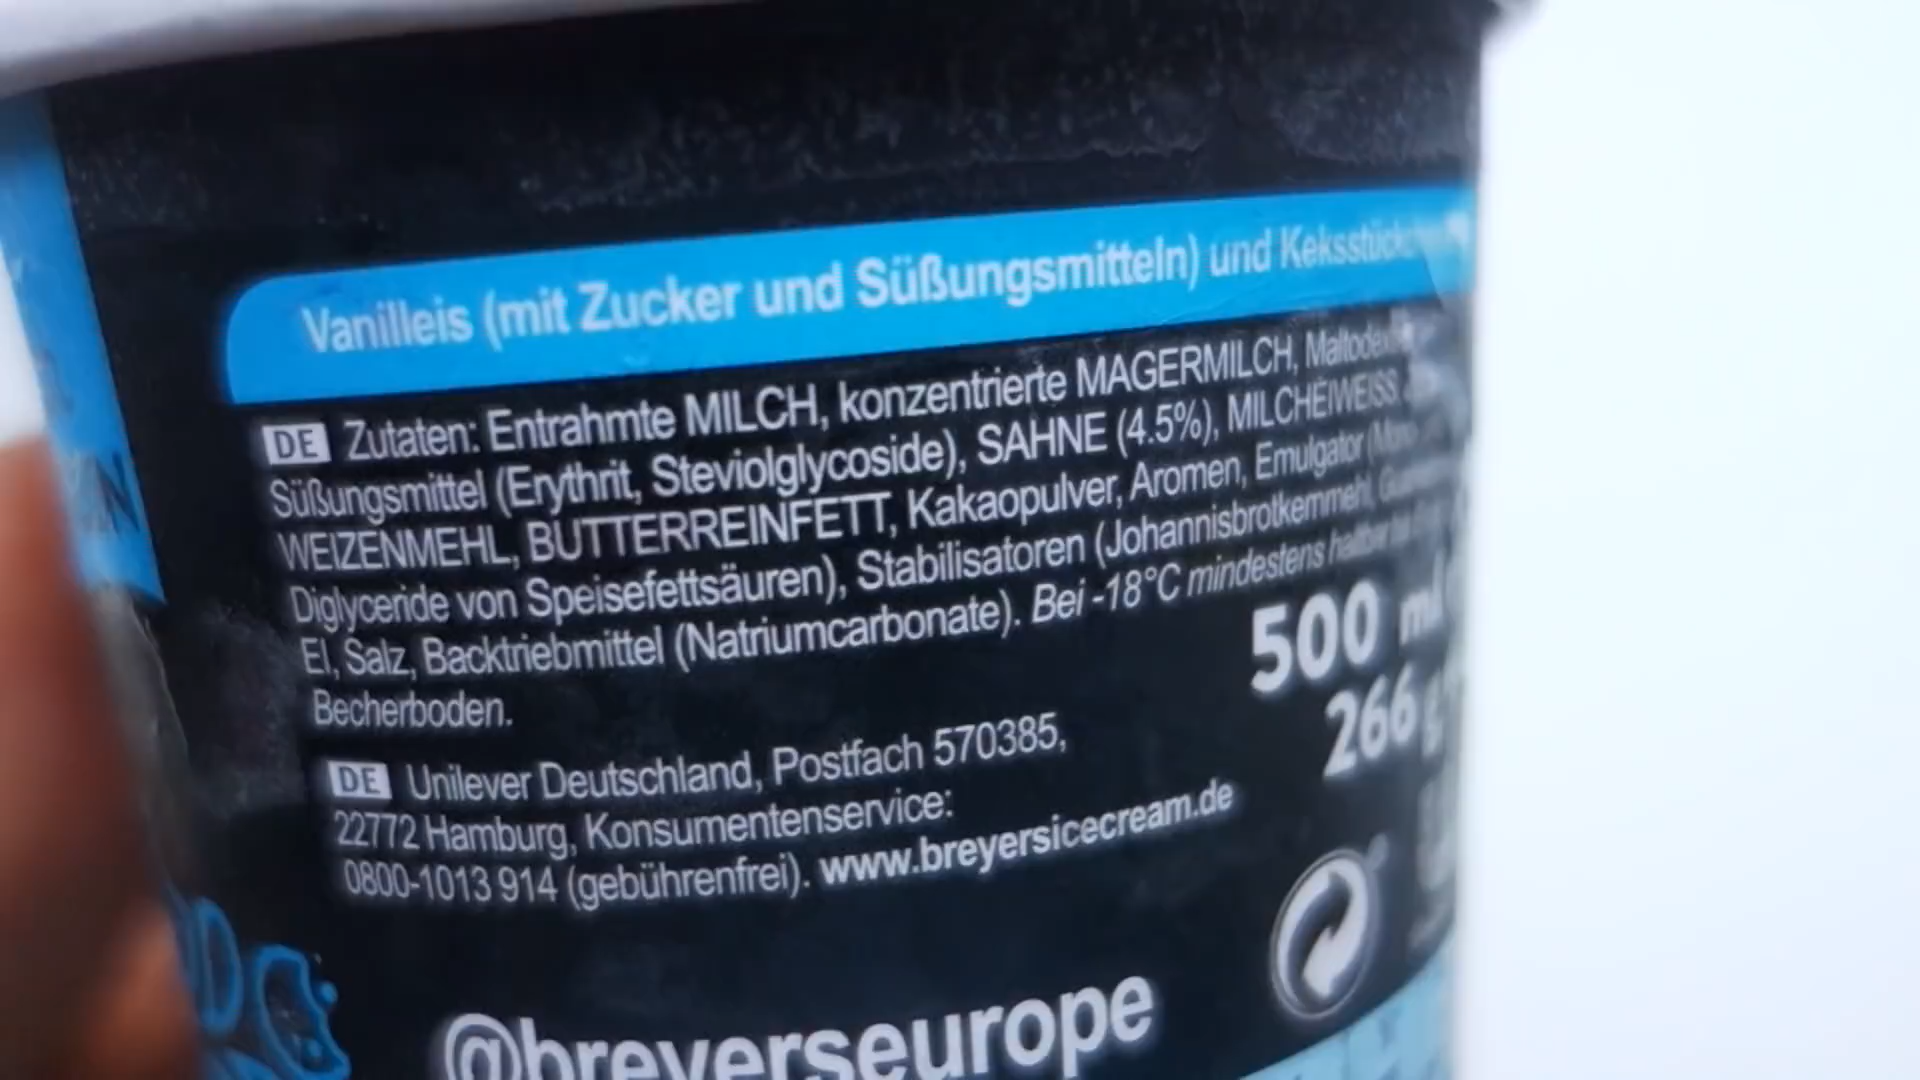 Vanilleis (mit Zucker und Süßungsmitteln) und
DE Zutaten: Entrahmte MILCH, konzentrierte MAGERMILCH,
Süßungsmittel (Erythrit, Steviolglycoside), SAHNE (4.5%), MILCHEIWEISS
WEIZENMEHL, BUTTERREINFETT, Kakaopulver, Aromen, Emulgator
Diglyceride von Speisefettsäuren), Stabilisatoren (Johannisbrotkernmehl,
EI, Salz, Backtriebmittel (Natriumcarbonate). Bei -18°C mindestens haltbar
Becherboden.
500 ml
266 g
DE Unilever Deutschland, Postfach 570385,
22772 Hamburg, Konsumentenservice:
0800-1013 914 (gebührenfrei). www.breyersicecream.de
@breyerseurope